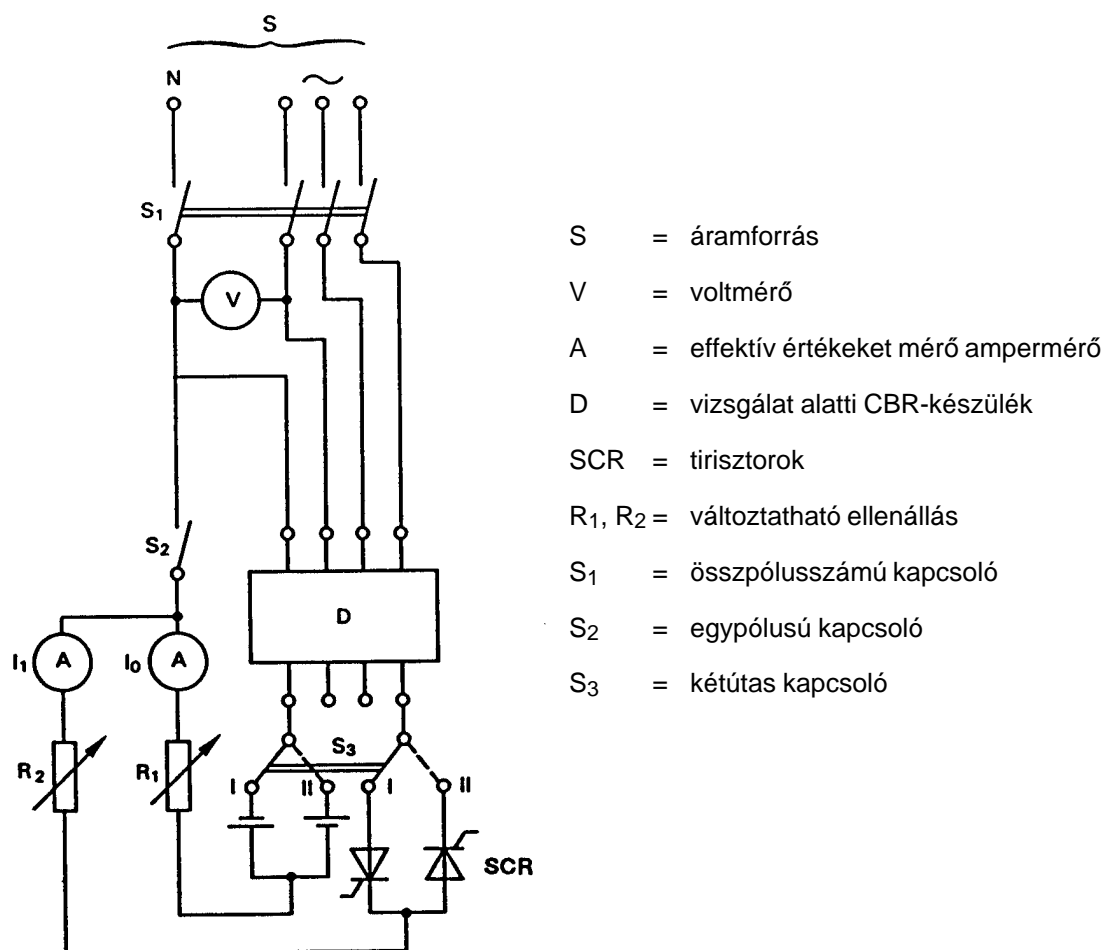 S
N
S1
V
S2
D
I1 A I0 A
R2 R1
S3
I II I II
SCR
S = áramforrás
V = voltmérő
A = effektív értékeket mérő ampermérő
D = vizsgálat alatti CBR-készülék
SCR = tirisztorok
R1, R2 = változtatható ellenállás
S1 = összpólusszámú kapcsoló
S2 = egypólusú kapcsoló
S3 = kétútas kapcsoló